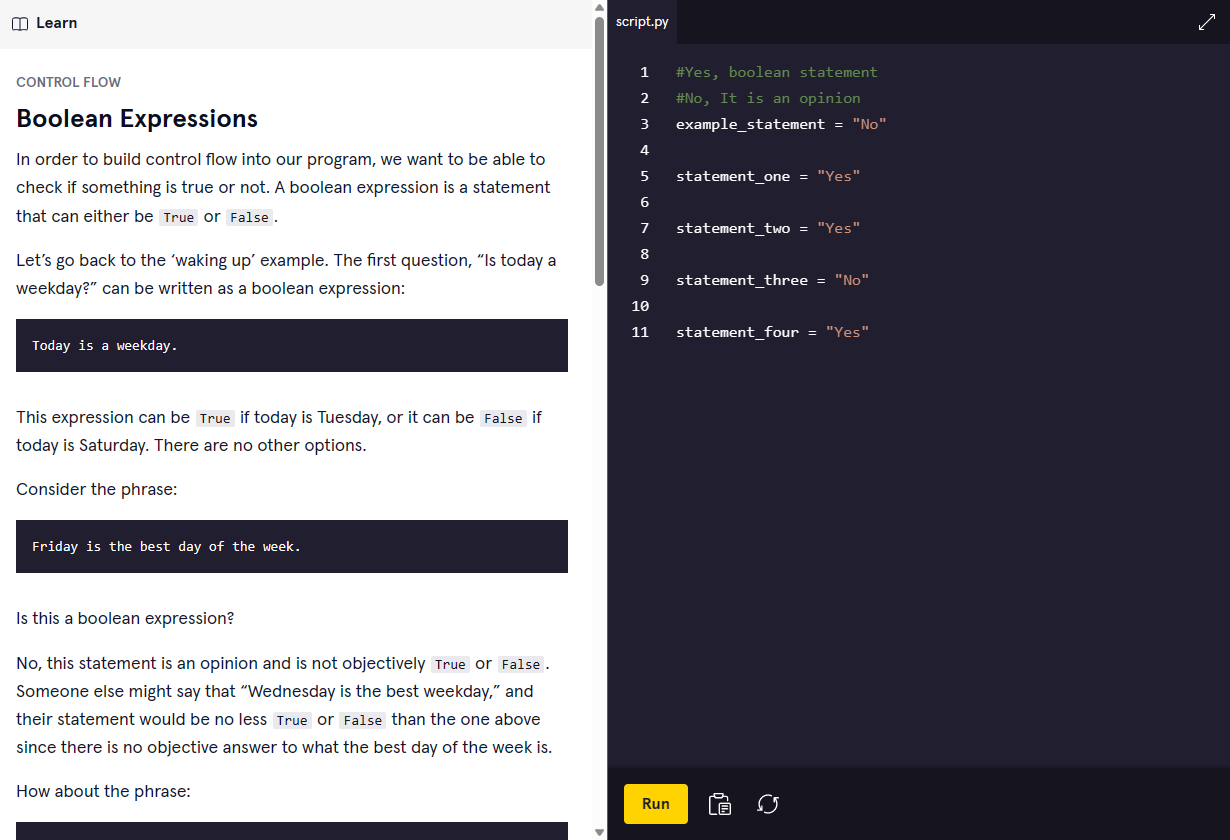 Learn
CONTROL FLOW
Boolean Expressions
In order to build control flow into our program, we want to be able to
check if something is true or not. A boolean expression is a statement
that can either be True or False.
Let’s go back to the ‘waking up’ example. The first question, “Is today a
weekday?” can be written as a boolean expression:
Today is a weekday.
This expression can be True if today is Tuesday, or it can be False if
today is Saturday. There are no other options.
Consider the phrase:
Friday is the best day of the week.
Is this a boolean expression?
No, this statement is an opinion and is not objectively True or False.
Someone else might say that “Wednesday is the best weekday,” and
their statement would be no less True or False than the one above
since there is no objective answer to what the best day of the week is.
How about the phrase:
script.py
1 #Yes, boolean statement
2 #No, It is an opinion
3 example_statement = "No"
4
5 statement_one = "Yes"
6
7 statement_two = "Yes"
8
9 statement_three = "No"
10
11 statement_four = "Yes"
Run